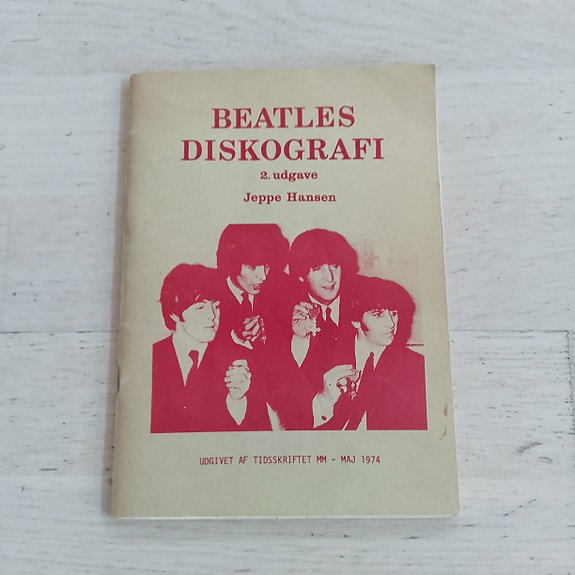 BEATLES
DISKOGRAFI
2. udgave
Jeppe Hansen
UDGIVET AF TIDSSKRIFTET MM - MAJ 1974